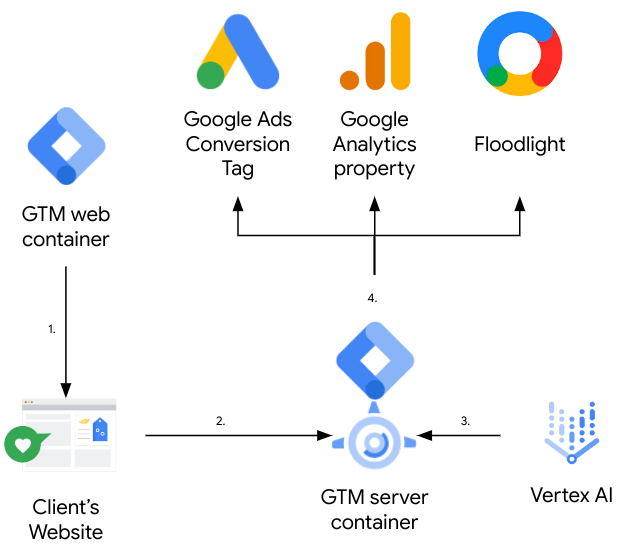 Google Ads
Conversion
Tag
Google
Analytics
property
Floodlight
GTM web
container
1.
4.
2.
3.
Client’s
Website
GTM server
container
Vertex AI